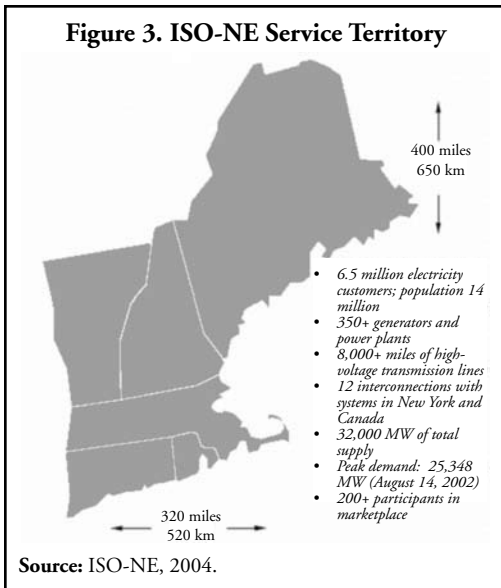 Figure 3. ISO-NE Service Territory
400 miles
650 km
• 6.5 million electricity
customers; population 14
million
• 350+ generators and
power plants
• 8,000+ miles of high-
voltage transmission lines
• 12 interconnections with
systems in New York and
Canada
• 32,000 MW of total
supply
• Peak demand: 25,348
MW (August 14, 2002)
• 200+ participants in
marketplace
320 miles
520 km
Source: ISO-NE, 2004.